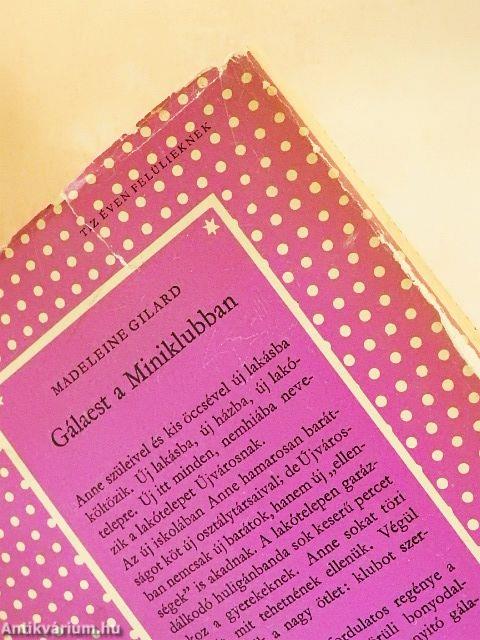 TÍZ ÉVEN FELÜLIEKNEK
MADELEINE GILARD
Gálaest a Miniklubban
Anne szüleivel és kis öccsével új lakásba
költözik. Új lakásba, új házba, új lakó-
telepre. Új itt minden, nemhiába neve-
zik a lakótelepet Újvárosnak.
Az új iskolában Anne hamarosan barát-
ságot köt új osztálytársaival; de Újváros-
ban nemcsak új barátok, hanem új „ellen-
ségek” is akadnak. A lakótelepen garáz-
dálkodó huligánbanda sok keserű percet
okoz a gyerekeknek. Anne sokat töri
mit tehetnének ellenük. Végül
a nagy ötlet: klubot szer-
fordulatos regénye a
körüli bonyodal-
nyitó gála-
Antikvárium.hu